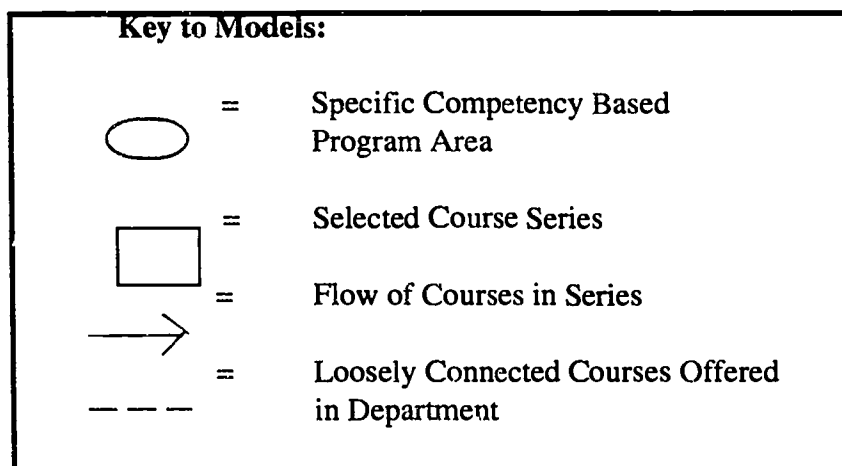 Key to Models:
= Specific Competency Based
Program Area
= Selected Course Series
= Flow of Courses in Series
= Loosely Connected Courses Offered
in Department